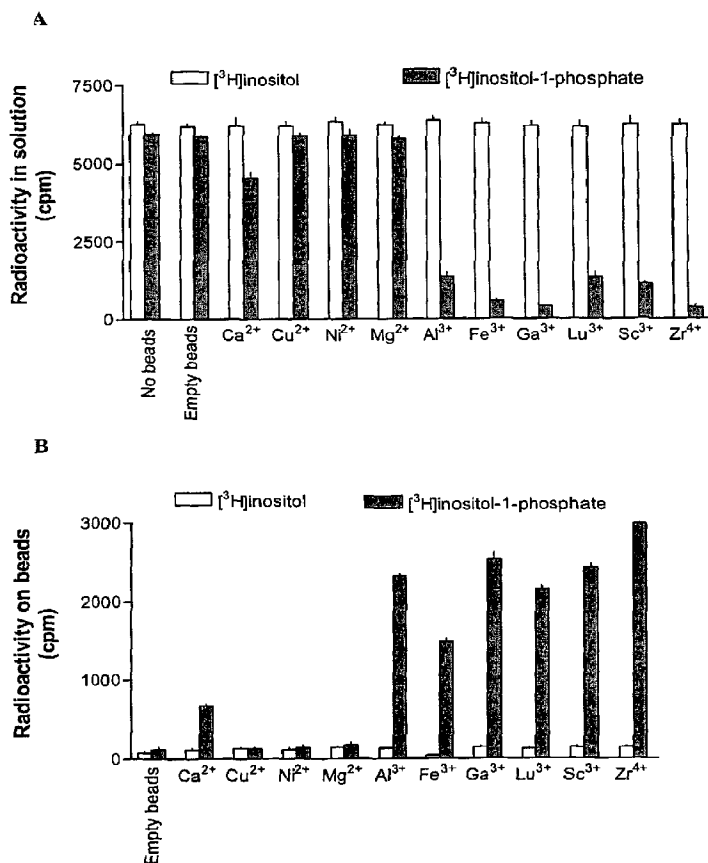 A
[³H]inositol [³H]inositol-1-phosphate
Radioactivity in solution
(cpm)
7500
5000
2500
0
No beads Empty beads Ca²⁺ Cu²⁺ Ni²⁺ Mg²⁺ Al³⁺ Fe³⁺ Ga³⁺ Lu³⁺ Sc³⁺ Zr⁴⁺
B
[³H]inositol [³H]inositol-1-phosphate
Radioactivity on beads
(cpm)
3000
2000
1000
0
Empty beads Ca²⁺ Cu²⁺ Ni²⁺ Mg²⁺ Al³⁺ Fe³⁺ Ga³⁺ Lu³⁺ Sc³⁺ Zr⁴⁺